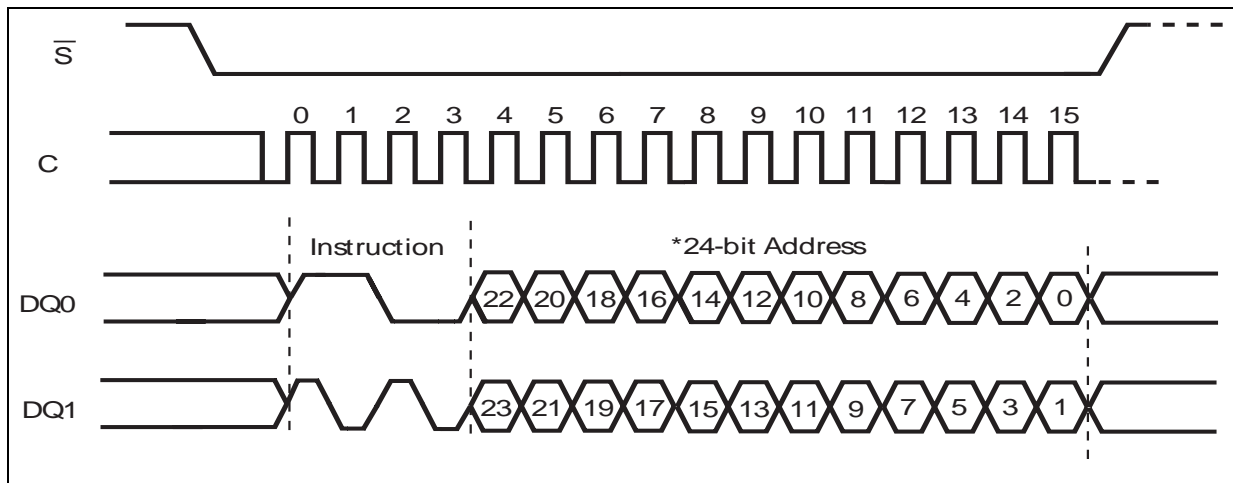 S
0 1 2 3 4 5 6 7 8 9 10 11 12 13 14 15
C
Instruction *24-bit Address
DQ0 22 20 18 16 14 12 10 8 6 4 2 0
DQ1 23 21 19 17 15 13 11 9 7 5 3 1